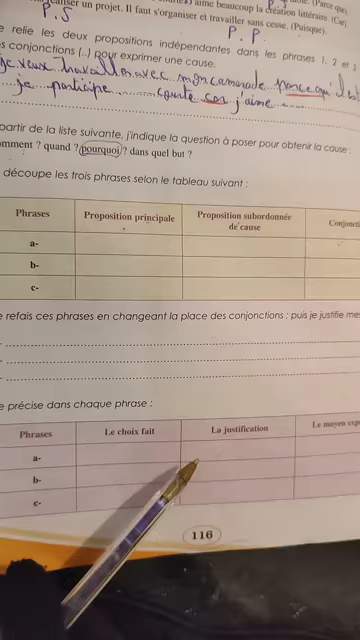 aime beaucoup la création littéraire. (Car)
un projet. Il faut s'organiser et travailler sans cesse. (Puisque).
P.S
P.P.
relie les deux propositions indépendantes dans les phrases 1, 2 et 3
s conjonctions (..) pour exprimer une cause.
je veux travailler avec mon camarade parce qu'il
je participe car j'aime
partir de la liste suivante, j'indique la question à poser pour obtenir la cause :
omment ? quand ? pourquoi ? dans quel but ?
découpe les trois phrases selon le tableau suivant :
Phrases Proposition principale Proposition subordonnée de cause Conjoncti
a-
b-
c-
e refais ces phrases en changeant la place des conjonctions ; puis je justifie mes
e précise dans chaque phrase :
Phrases Le choix fait La justification Le moyen exp
a-
b-
c-
116